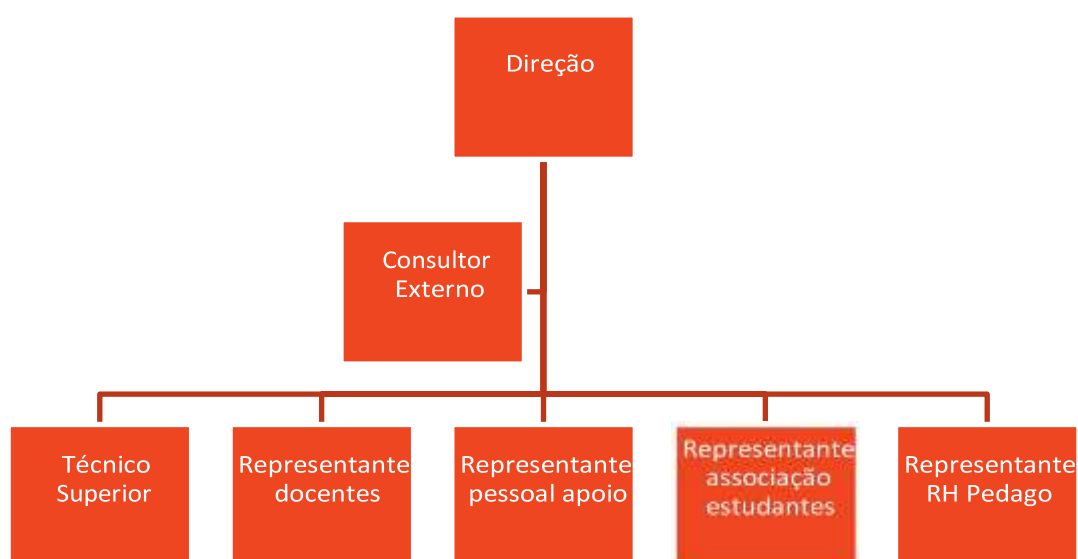 Direção
Consultor
Externo
Técnico
Superior
Representante
docentes
Representante
pessoal apoio
Representante
associação
estudantes
Representante
RH Pedago